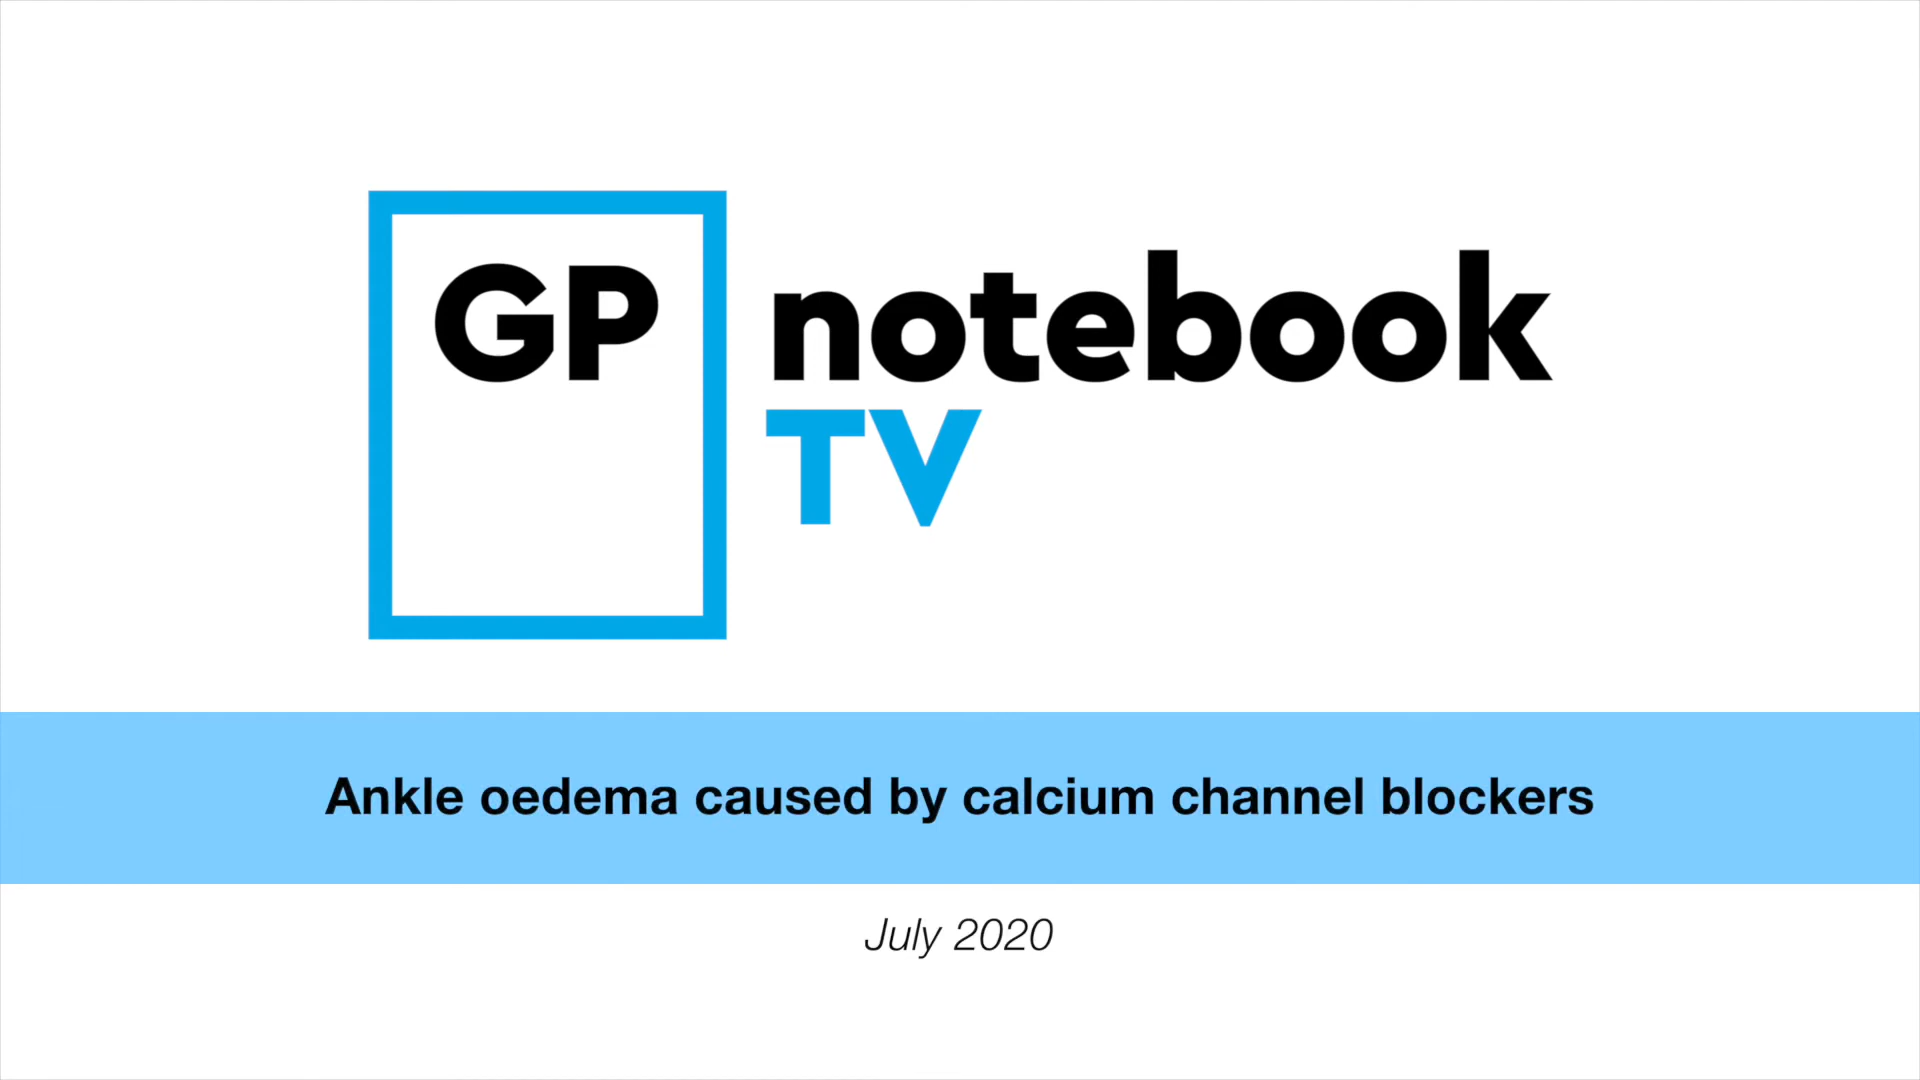 GP notebook
TV
Ankle oedema caused by calcium channel blockers
July 2020